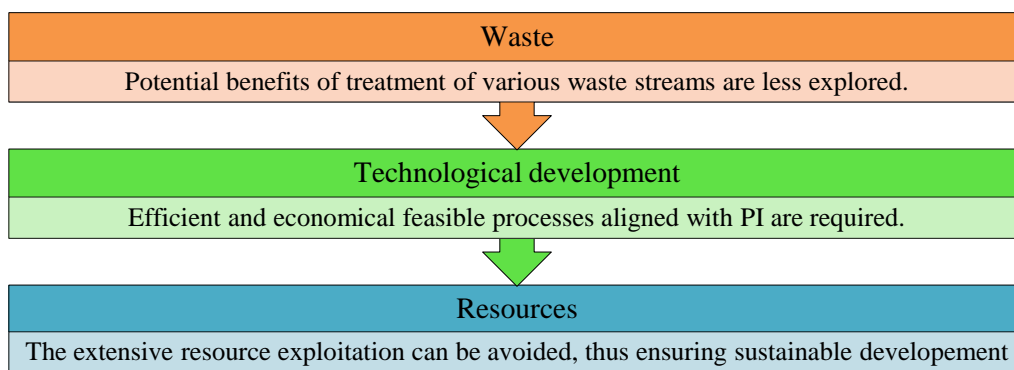 Waste
Potential benefits of treatment of various waste streams are less explored.
Technological development
Efficient and economical feasible processes aligned with PI are required.
Resources
The extensive resource exploitation can be avoided, thus ensuring sustainable developement